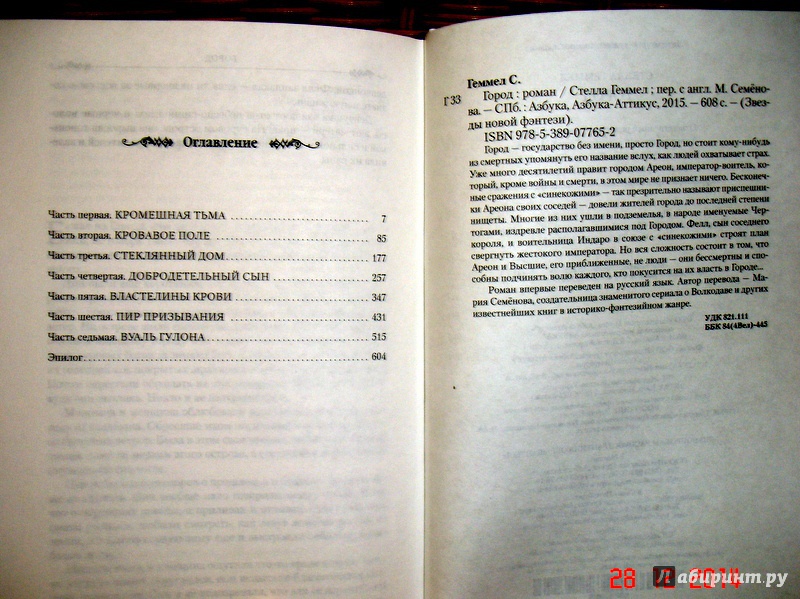 Оглавление
Часть первая. КРОМЕШНАЯ ТЬМА 7
Часть вторая. КРОВАВОЕ ПОЛЕ 85
Часть третья. СТЕКЛЯННЫЙ ДОМ 177
Часть четвертая. ДОБРОДЕТЕЛЬНЫЙ СЫН 257
Часть пятая. ВЛАСТЕЛИНЫ КРОВИ 347
Часть шестая. ПИР ПРИЗЫВАНИЯ 431
Часть седьмая. ВУАЛЬ ГУЛОНА 515
Эпилог 604
Геммел С.
Г 33 Город : роман / Стелла Геммел ; пер. с англ. М. Семёно-
ва. — СПб. : Азбука, Азбука-Аттикус, 2015. — 608 с. — (Звез-
ды новой фэнтези).
ISBN 978-5-389-07765-2
Город — государство без имени, просто Город, но стоит кому-нибудь
из смертных упомянуть его название вслух, как людей охватывает страх.
Уже много десятилетий правит городом Ареон, император-воитель, ко-
торый, кроме войны и смерти, в этом мире не признает ничего. Бесконеч-
ные сражения с «синекожими» — так презрительно называют приспешни-
ки Ареона своих соседей — довели жителей города до последней степени
нищеты. Многие из них ушли в подземелья, в народе именуемые Чер-
тогами, издревле располагавшимися под Городом. Фелл, сын соседнего
короля, и воительница Индаро в союзе с «синекожими» строят план
свергнуть жестокого императора. Но вся сложность состоит в том, что
Ареон и Высшие, его приближенные, не люди — они бессмертны и спо-
собны подчинять волю каждого, кто покусится на их власть в Городе...
Роман впервые переведен на русский язык. Автор перевода — Ма-
рия Семёнова, создательница знаменитого сериала о Волкодаве и других
известнейших книг в историко-фэнтезийном жанре.
УДК 821.111
ББК 84(4Вел)-445
28 2014
Лабиринт.ру